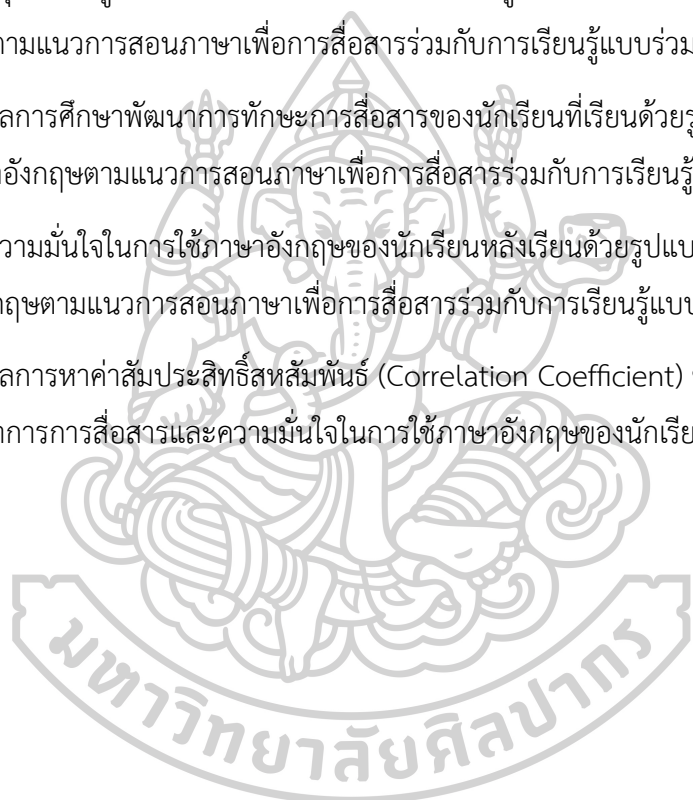 ตามแนวการสอนภาษาเพื่อการสื่อสารร่วมกับการเรียนรู้แบบร่วม
ลการศึกษาพัฒนาการทักษะการสื่อสารของนักเรียนที่เรียนด้วย
อังกฤษตามแนวการสอนภาษาเพื่อการสื่อสารร่วมกับการเรียนรู้
ความมั่นใจในการใช้ภาษาอังกฤษของนักเรียนหลังเรียนด้วยรูปแบบ
กฤษตามแนวการสอนภาษาเพื่อการสื่อสารร่วมกับการเรียนรู้แบบ
ลการหาค่าสัมประสิทธิ์สหสัมพันธ์ (Correlation Coefficient)
าการการสื่อสารและความมั่นใจในการใช้ภาษาอังกฤษของนักเรีย
มหาวิทยาลัยศิลปากร